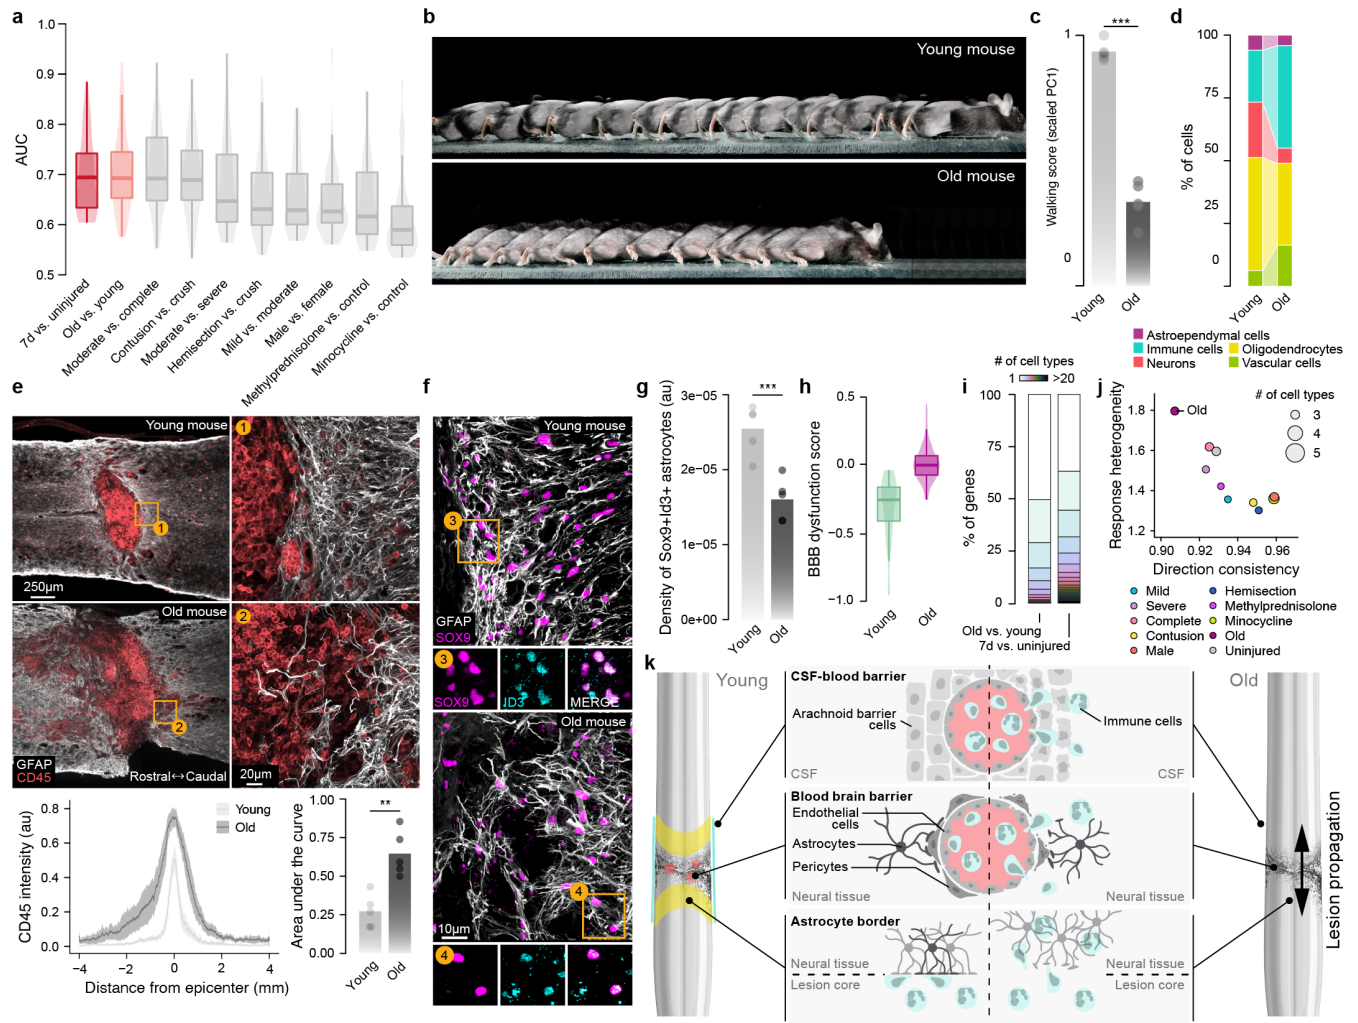 a
1.0
0.9
0.8
0.7
0.6
0.5
AUC
7d vs. uninjured
Old vs. young
Moderate vs. complete
Contusion vs. crush
Moderate vs. severe
Hemisection vs. crush
Mild vs. moderate
Male vs. female
Methylprednisolone vs. control
Minocycline vs. control
b
Young mouse
Old mouse
c
***
1
0
Walking score (scaled PC1)
Young
Old
d
100
75
50
25
0
% of cells
Young
Old
Astroependymal cells
Immune cells
Oligodendrocytes
Neurons
Vascular cells
e
Young mouse
1
250µm
1
Old mouse
2
GFAP
CD45
Rostral↔Caudal
2
20µm
0.8
0.6
0.4
0.2
0.0
CD45 intensity (au)
Young
Old
−4
−2
0
2
4
Distance from epicenter (mm)
1.00
0.75
0.50
0.25
0.00
Area under the curve
**
Young
Old
f
Young mouse
3
GFAP
SOX9
3
SOX9
ID3
MERGE
Old mouse
4
10µm
4
g
***
3e−05
2e−05
1e−05
0e+00
Density of Sox9+Id3+ astrocytes (au)
Young
Old
h
0.5
0.0
−0.5
−1.0
BBB dysfunction score
Young
Old
i
# of cell types
1
>20
100
75
50
25
0
% of genes
Old vs. young
7d vs. uninjured
j
# of cell types
3
4
5
Old
1.8
1.6
1.4
1.2
Response heterogeneity
0.90
0.92
0.94
0.96
Direction consistency
Mild
Hemisection
Severe
Methylprednisolone
Complete
Minocycline
Contusion
Old
Male
Uninjured
k
Young
Old
CSF-blood barrier
Arachnoid barrier
cells
Immune cells
CSF
CSF
Blood brain barrier
Endothelial
cells
Astrocytes
Pericytes
Neural tissue
Neural tissue
Astrocyte border
Neural tissue
Lesion core
Neural tissue
Lesion core
Lesion propagation